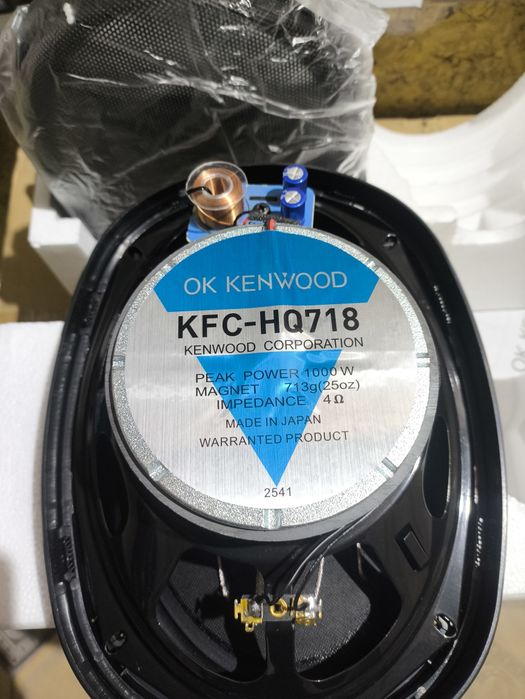 OK KENWOOD
KFC-HQ718
KENWOOD CORPORATION
PEAK POWER 1000 W
MAGNET 713g(25oz)
IMPEDANCE 4Ω
MADE IN JAPAN
WARRANTED PRODUCT
2541